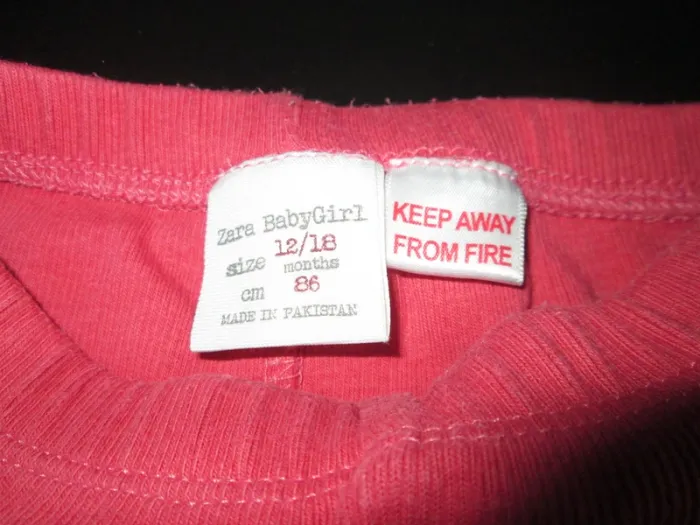 Zara BabyGirl
size 12/18
months
cm 86
MADE IN PAKISTAN
KEEP AWAY
FROM FIRE